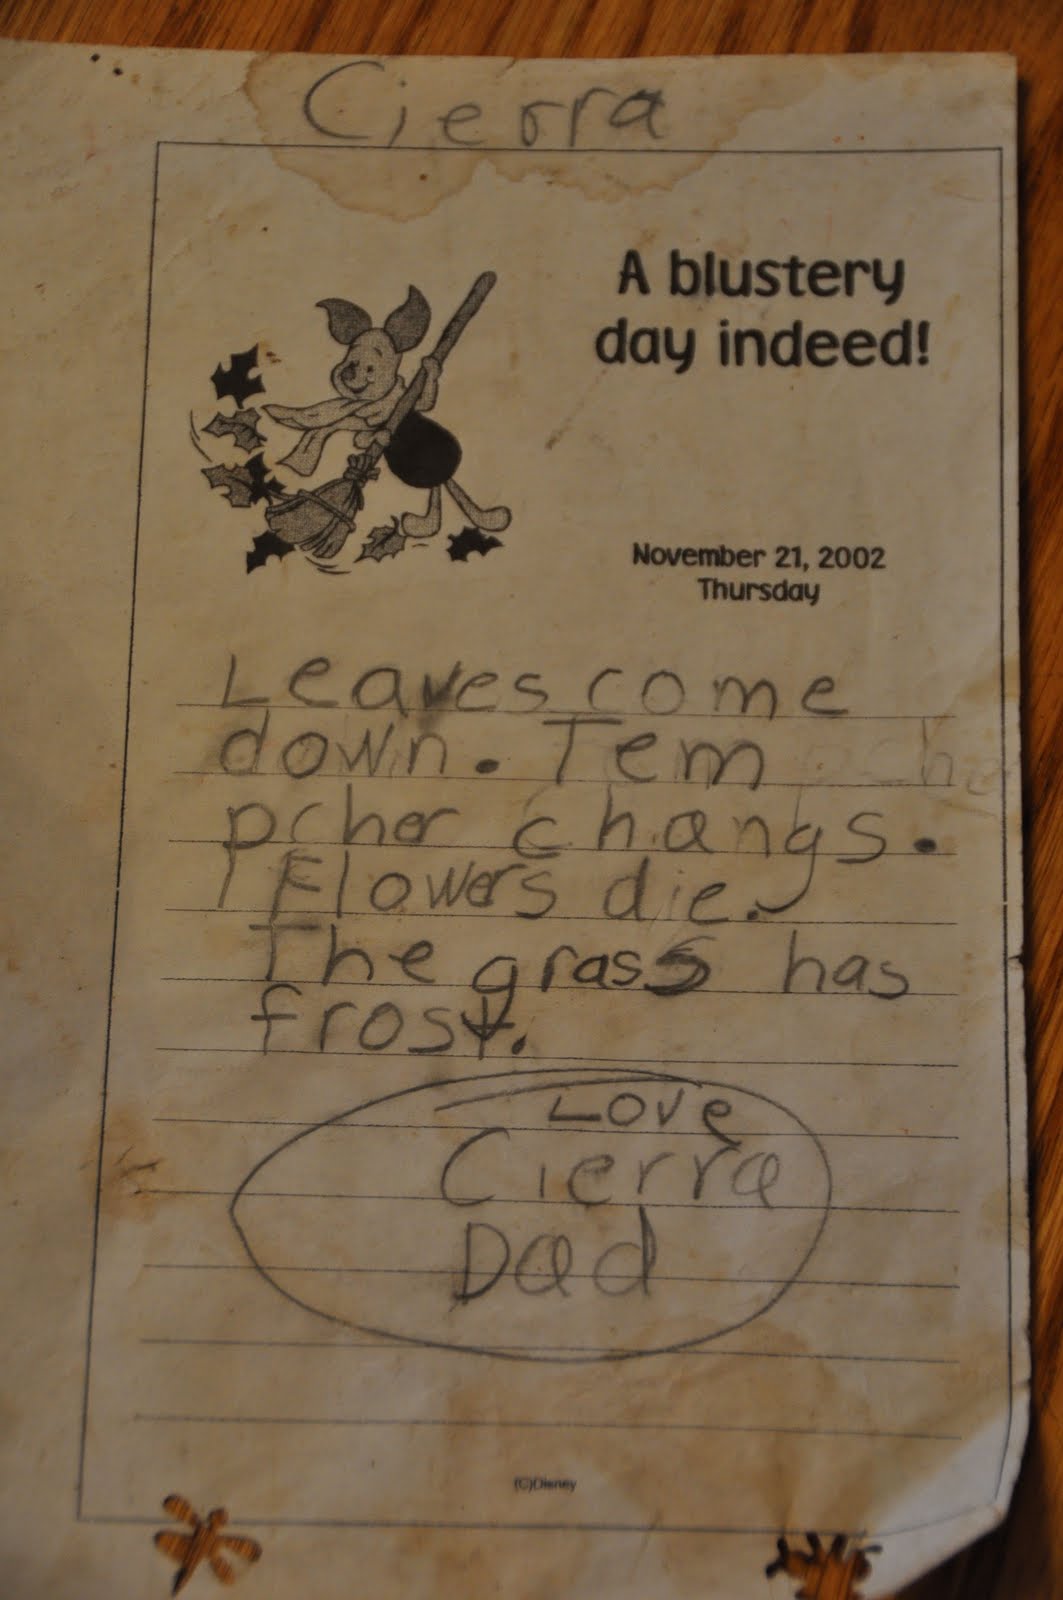 Cierra
A blustery
day indeed!
November 21, 2002
Thursday
Leaves come
down. Tem
pcher changs.
Flowers die.
The grass has
frost.
Love
Cierra
Dad
(C)Disney